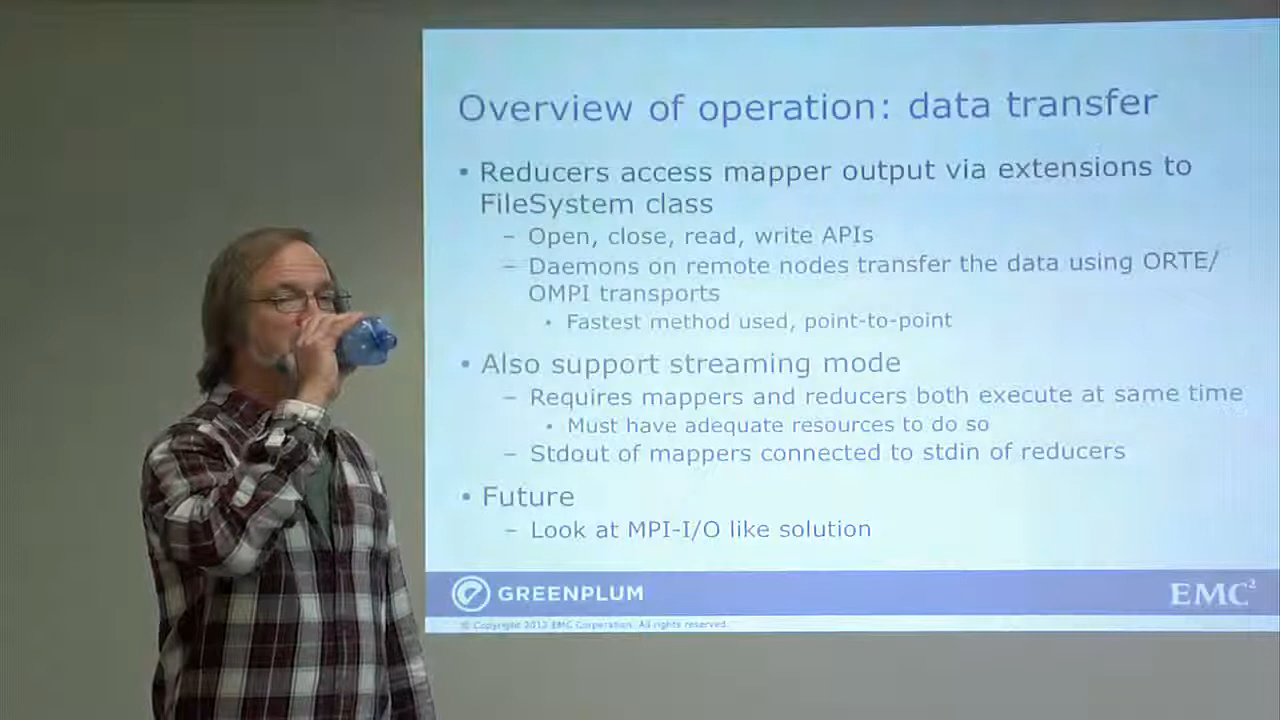 Overview of operation: data transfer
• Reducers access mapper output via extensions to
FileSystem class
– Open, close, read, write APIs
– Daemons on remote nodes transfer the data using ORTE/
OMPI transports
• Fastest method used, point-to-point
• Also support streaming mode
– Requires mappers and reducers both execute at same time
• Must have adequate resources to do so
– Stdout of mappers connected to stdin of reducers
• Future
– Look at MPI-I/O like solution
GREENPLUM
EMC²
© Copyright 2012 EMC Corporation. All rights reserved.